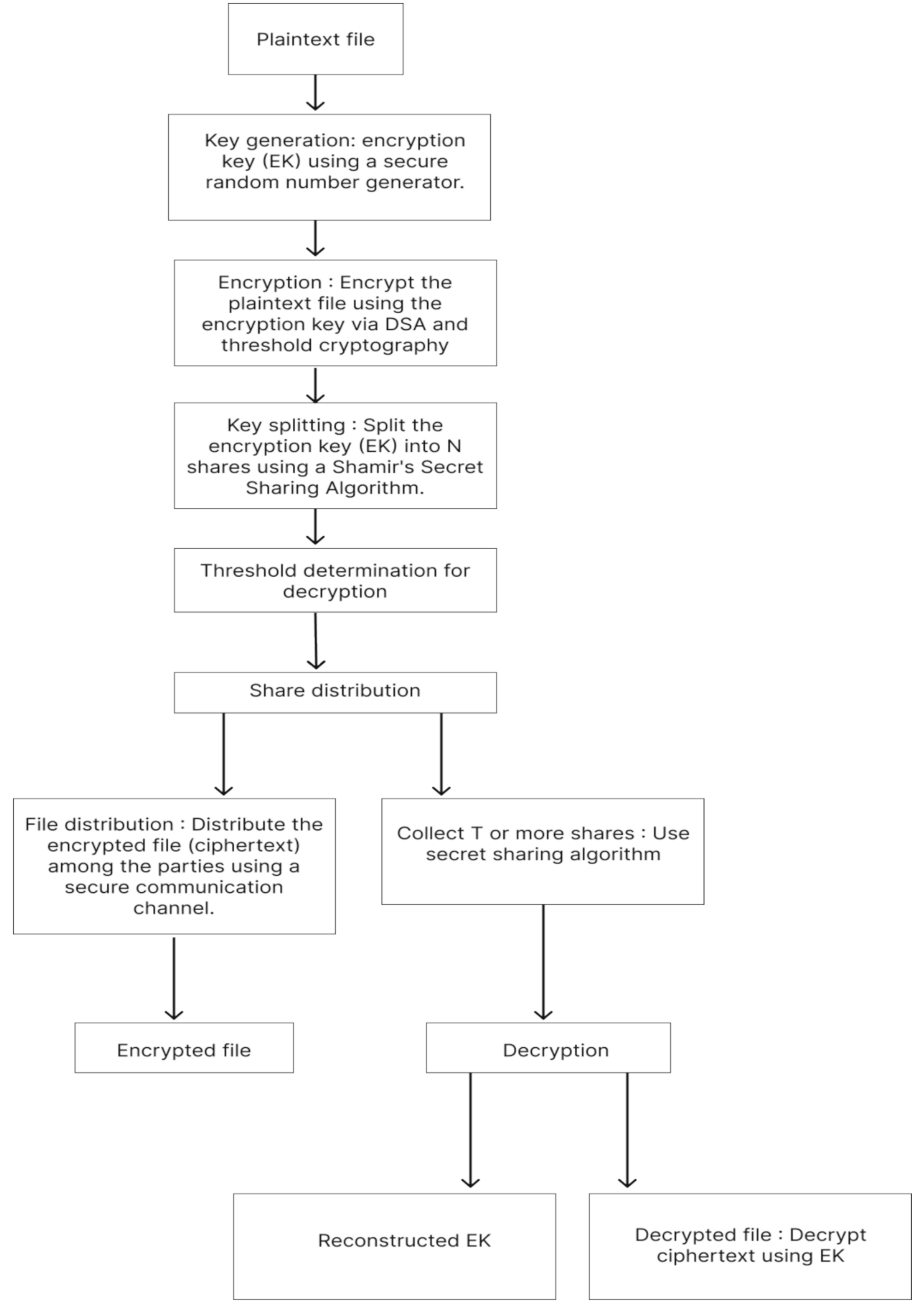 Plaintext file
Key generation: encryption
key (EK) using a secure
random number generator.
Encryption : Encrypt the
plaintext file using the
encryption key via DSA and
threshold cryptography
Key splitting : Split the
encryption key (EK) into N
shares using a Shamir's Secret
Sharing Algorithm.
Threshold determination for
decryption
Share distribution
File distribution : Distribute the
encrypted file (ciphertext)
among the parties using a
secure communication
channel.
Collect T or more shares : Use
secret sharing algorithm
Encrypted file
Decryption
Reconstructed EK
Decrypted file : Decrypt
ciphertext using EK